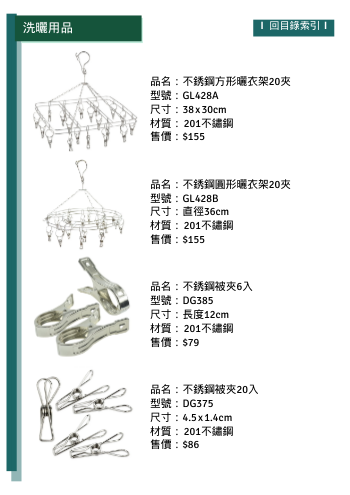 洗曬用品
回目錄索引
品名：不銹鋼方形曬衣架20夾
型號：GL428A
尺寸：38x30cm
材質：201不鏽鋼
售價：$155
品名：不銹鋼圓形曬衣架20夾
型號：GL428B
尺寸：直徑36cm
材質：201不鏽鋼
售價：$155
品名：不銹鋼被夾6入
型號：DG385
尺寸：長度12cm
材質：201不鏽鋼
售價：$79
品名：不銹鋼被夾20入
型號：DG375
尺寸：4.5x1.4cm
材質：201不鏽鋼
售價：$86